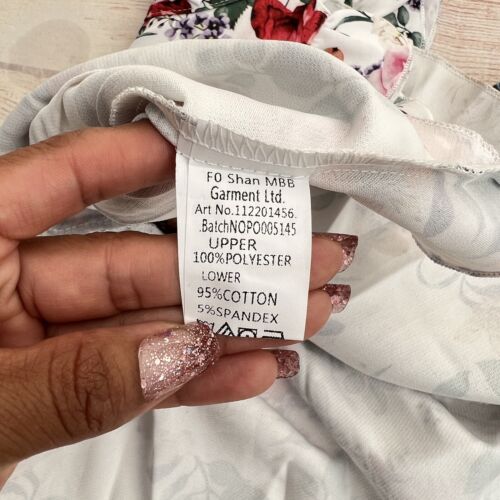 FO Shan MBB
Garment Ltd.
Art No.112201456.
.BatchNOPO005145
UPPER
100%POLYESTER
LOWER
95%COTTON
5%SPANDEX